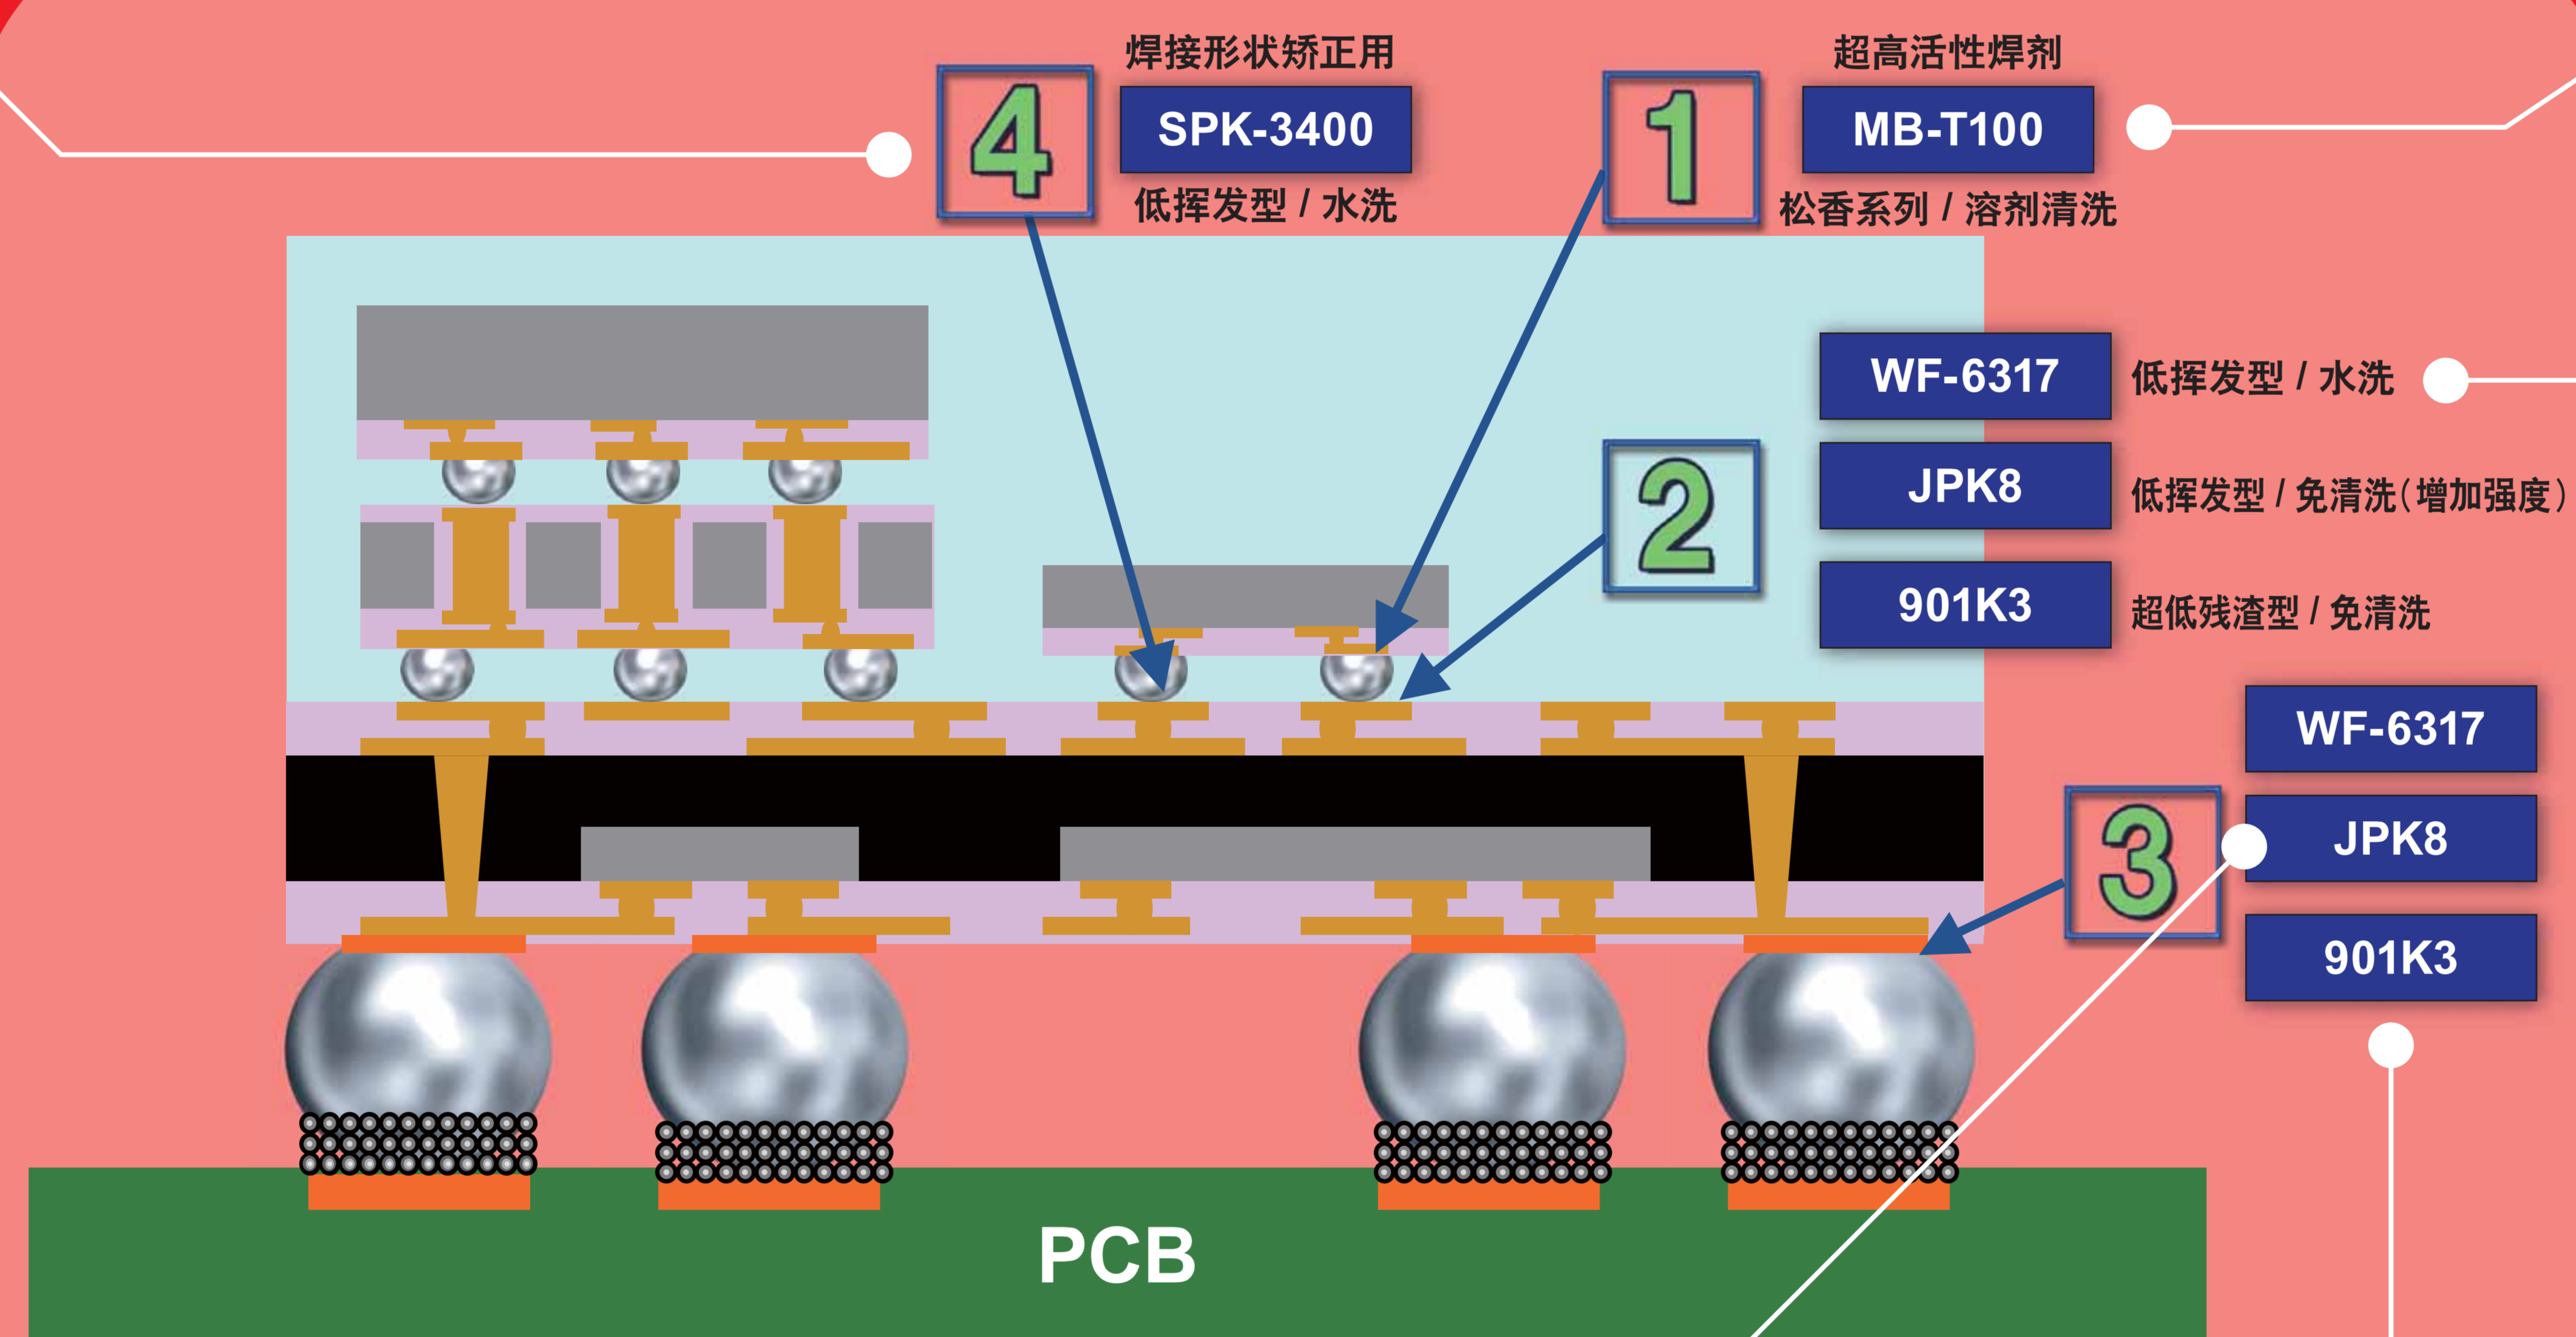 焊接形状矫正用
4
SPK-3400
低挥发型 / 水洗
超高活性焊剂
1
MB-T100
松香系列 / 溶剂清洗
2
WF-6317
低挥发型 / 水洗
JPK8
低挥发型 / 免清洗(增加强度)
901K3
超低残渣型 / 免清洗
3
WF-6317
JPK8
901K3
PCB